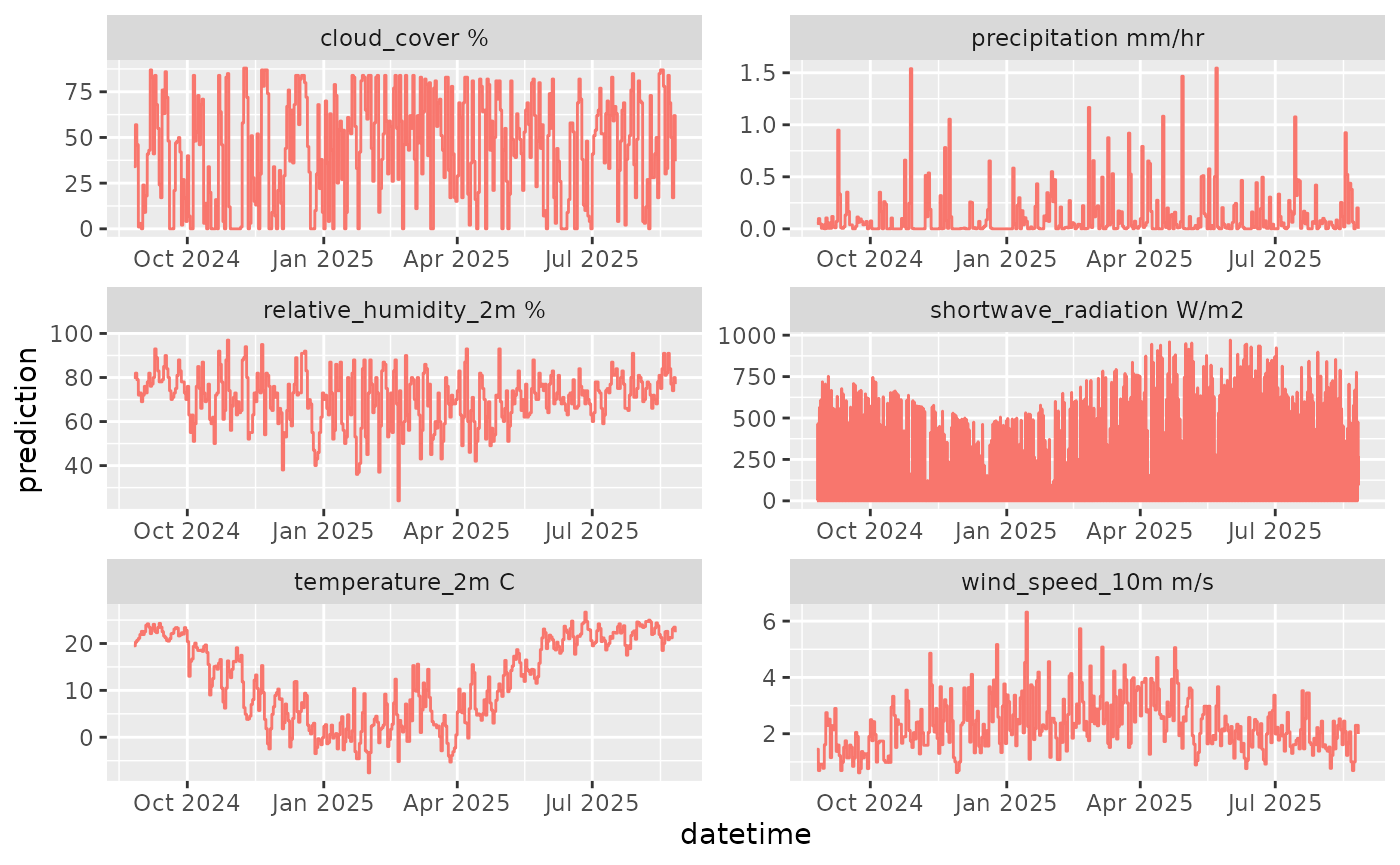 cloud_cover %
precipitation mm/hr
75
50
25
0
1.5
1.0
0.5
0.0
Oct 2024 Jan 2025 Apr 2025 Jul 2025
Oct 2024 Jan 2025 Apr 2025 Jul 2025
relative_humidity_2m %
shortwave_radiation W/m2
prediction
100
80
60
40
1000
750
500
250
0
Oct 2024 Jan 2025 Apr 2025 Jul 2025
Oct 2024 Jan 2025 Apr 2025 Jul 2025
temperature_2m C
wind_speed_10m m/s
20
10
0
6
4
2
Oct 2024 Jan 2025 Apr 2025 Jul 2025
Oct 2024 Jan 2025 Apr 2025 Jul 2025
datetime